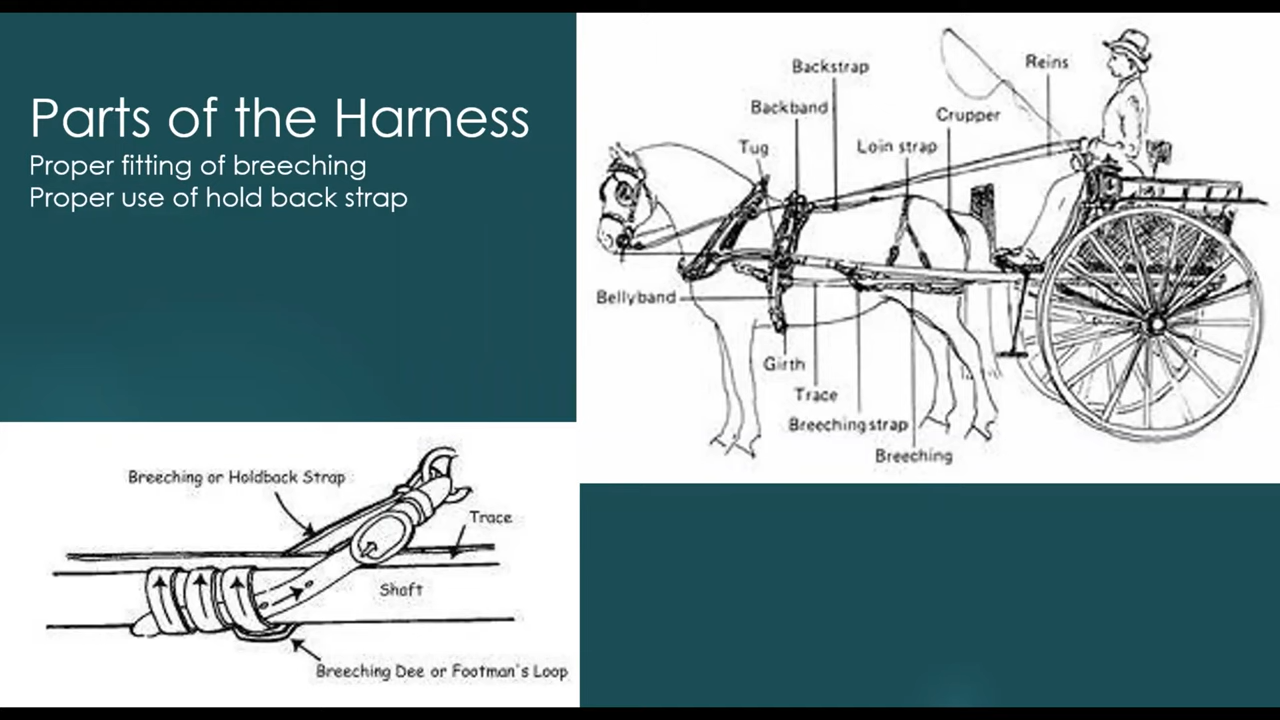 Parts of the Harness
Proper fitting of breeching
Proper use of hold back strap
Backstrap
Reins
Backband
Crupper
Tug
Loin strap
Bellyband
Girth
Trace
Breeching strap
Breeching
Breeching or Holdback Strap
Trace
Shaft
Breeching Dee or Footman's Loop